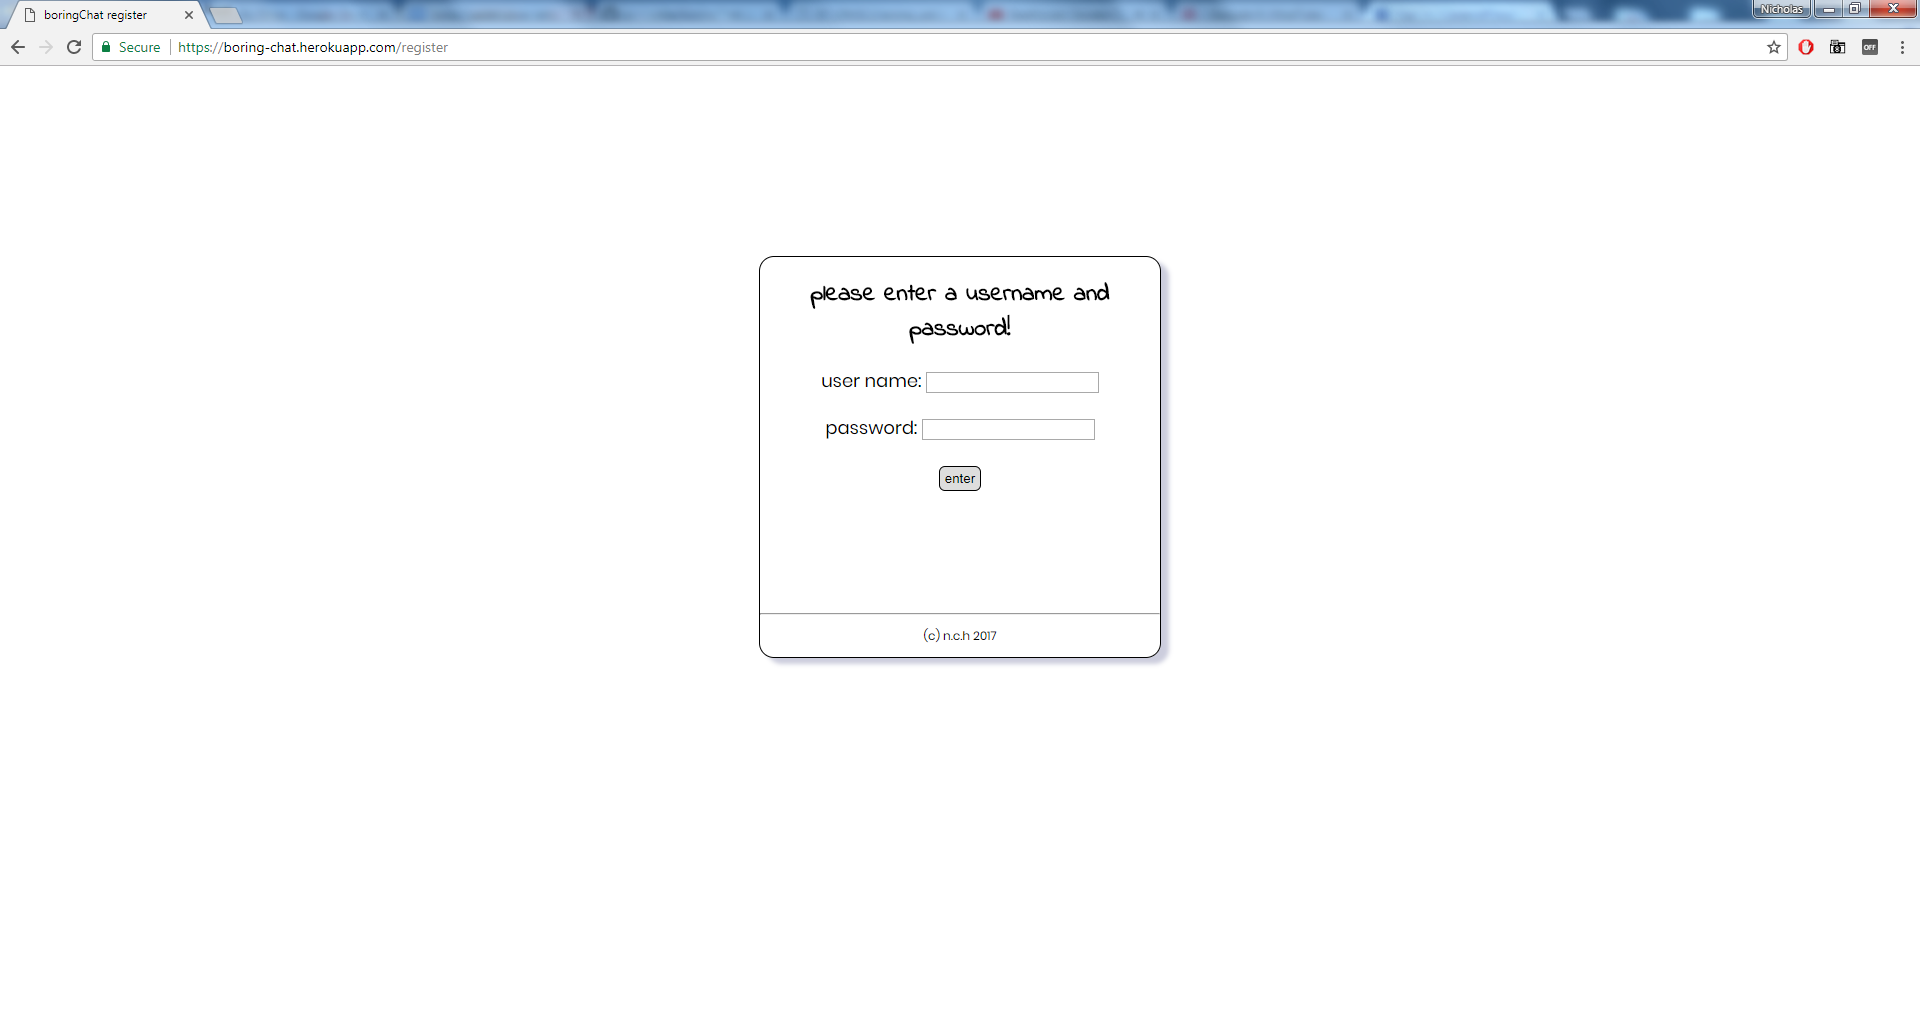 boringChat register
Nicholas
Secure
https://boring-chat.herokuapp.com/register
OFF
please enter a username and
password!
user name:
password:
enter
(c) n.c.h 2017